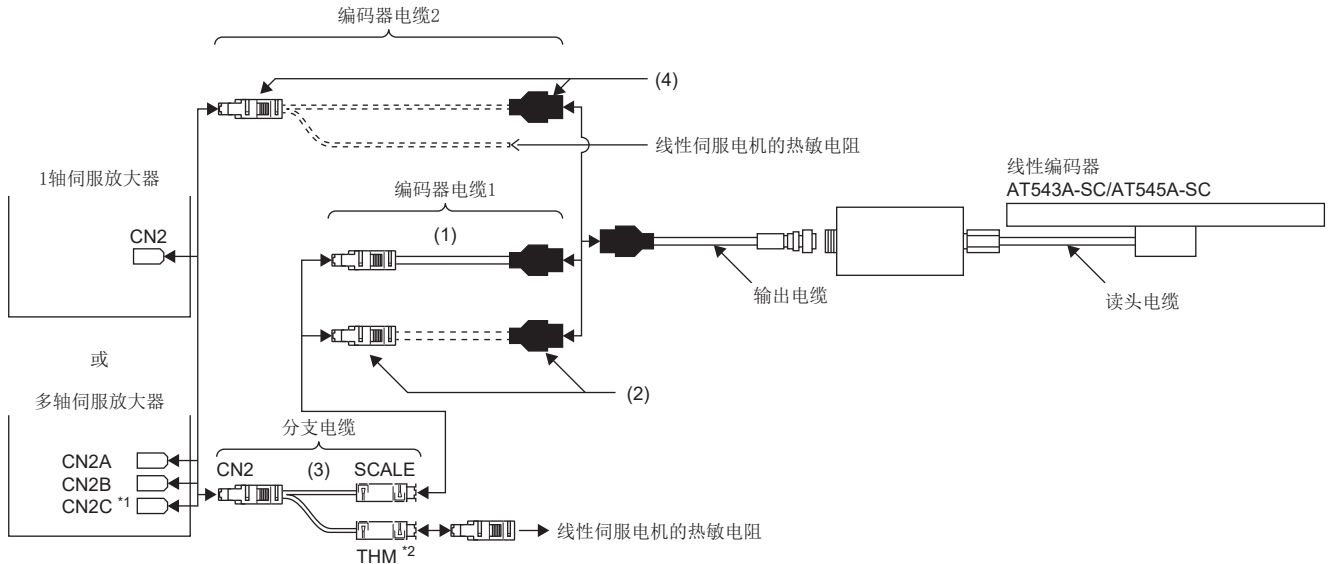 编码器电缆2
(4)
线性伺服电机的热敏电阻
1轴伺服放大器
CN2
编码器电缆1
(1)
线性编码器
AT543A-SC/AT545A-SC
输出电缆
读头电缆
(2)
或
多轴伺服放大器
CN2A
CN2B
CN2C *1
分支电缆
CN2 (3) SCALE
THM *2
线性伺服电机的热敏电阻